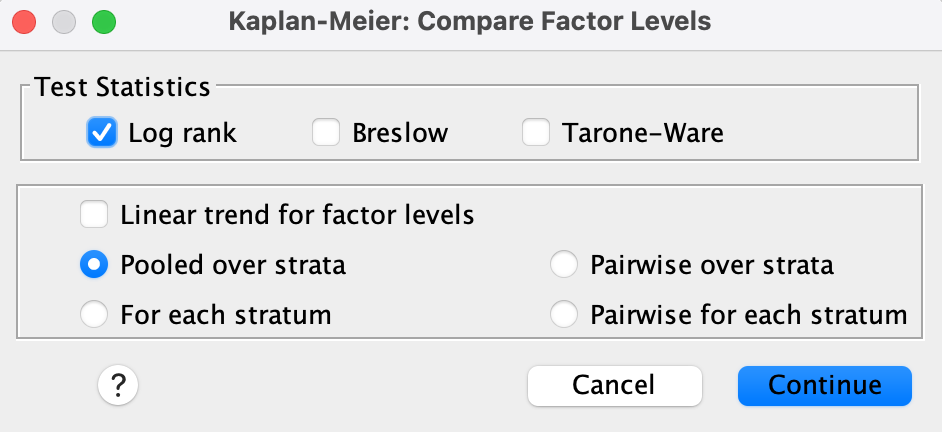 Kaplan-Meier: Compare Factor Levels
Test Statistics
Log rank Breslow Tarone-Ware
Linear trend for factor levels
Pooled over strata Pairwise over strata
For each stratum Pairwise for each stratum
? Cancel Continue